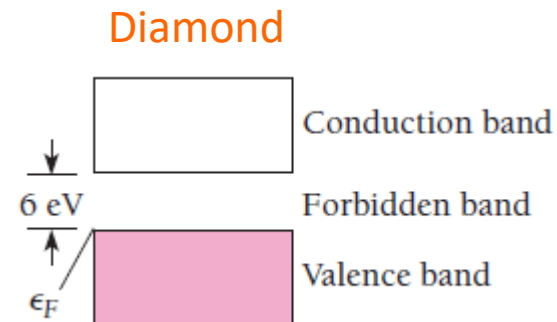 Diamond
Conduction band
6 eV
Forbidden band
Valence band
ϵF